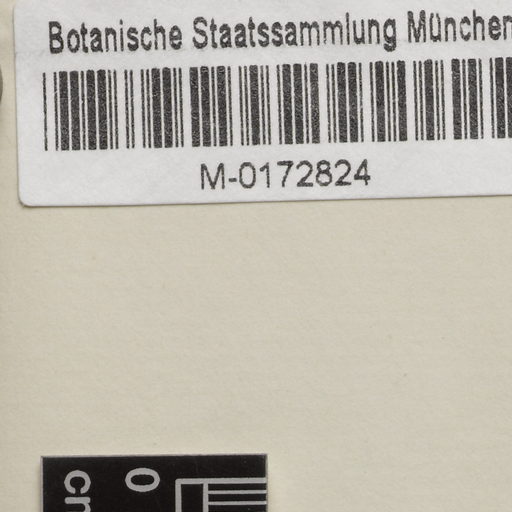 Botanische Staatssammlung München
M-0172824
0
cm